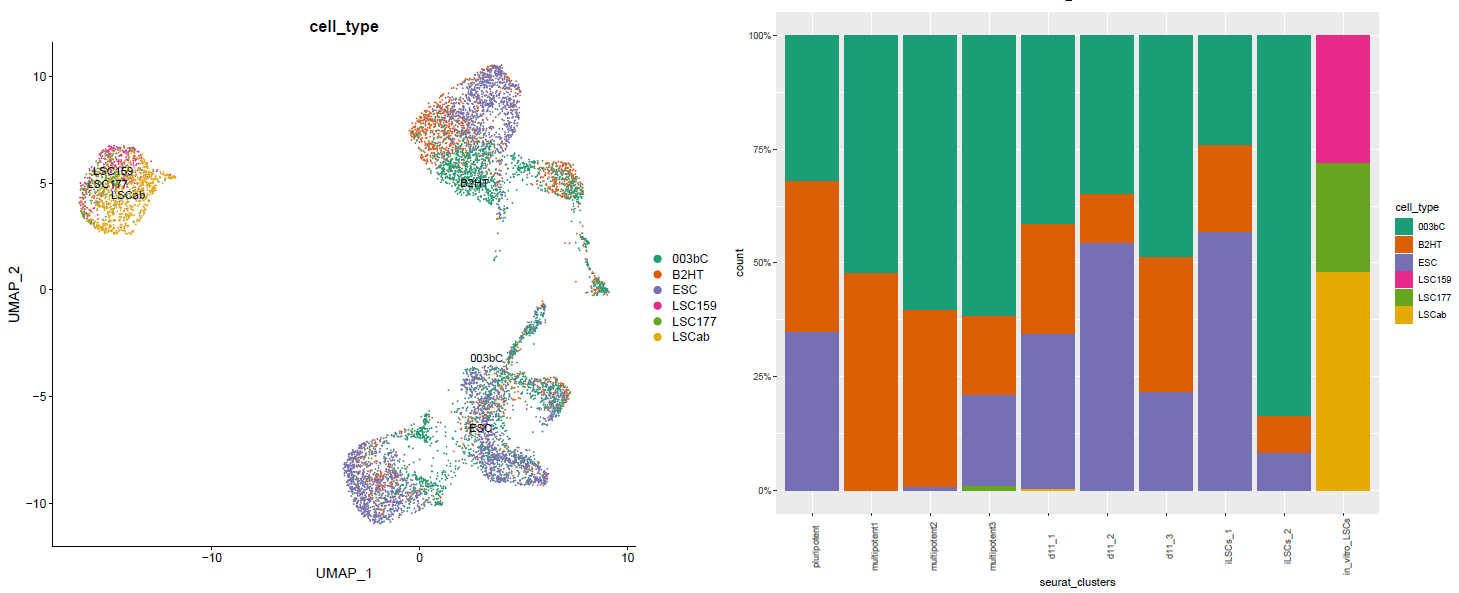 cell_type
10
5
0
−5
−10
UMAP_2
−10
0
10
UMAP_1
LSC159
LSC177
LSCab
B2HT
003bC
ESC
003bC
B2HT
ESC
LSC159
LSC177
LSCab
100%
75%
50%
25%
0%
count
pluripotent
multipotent1
multipotent2
multipotent3
d11_1
d11_2
d11_3
iLSCs_1
iLSCs_2
in_vitro_LSCs
seurat_clusters
cell_type
003bC
B2HT
ESC
LSC159
LSC177
LSCab